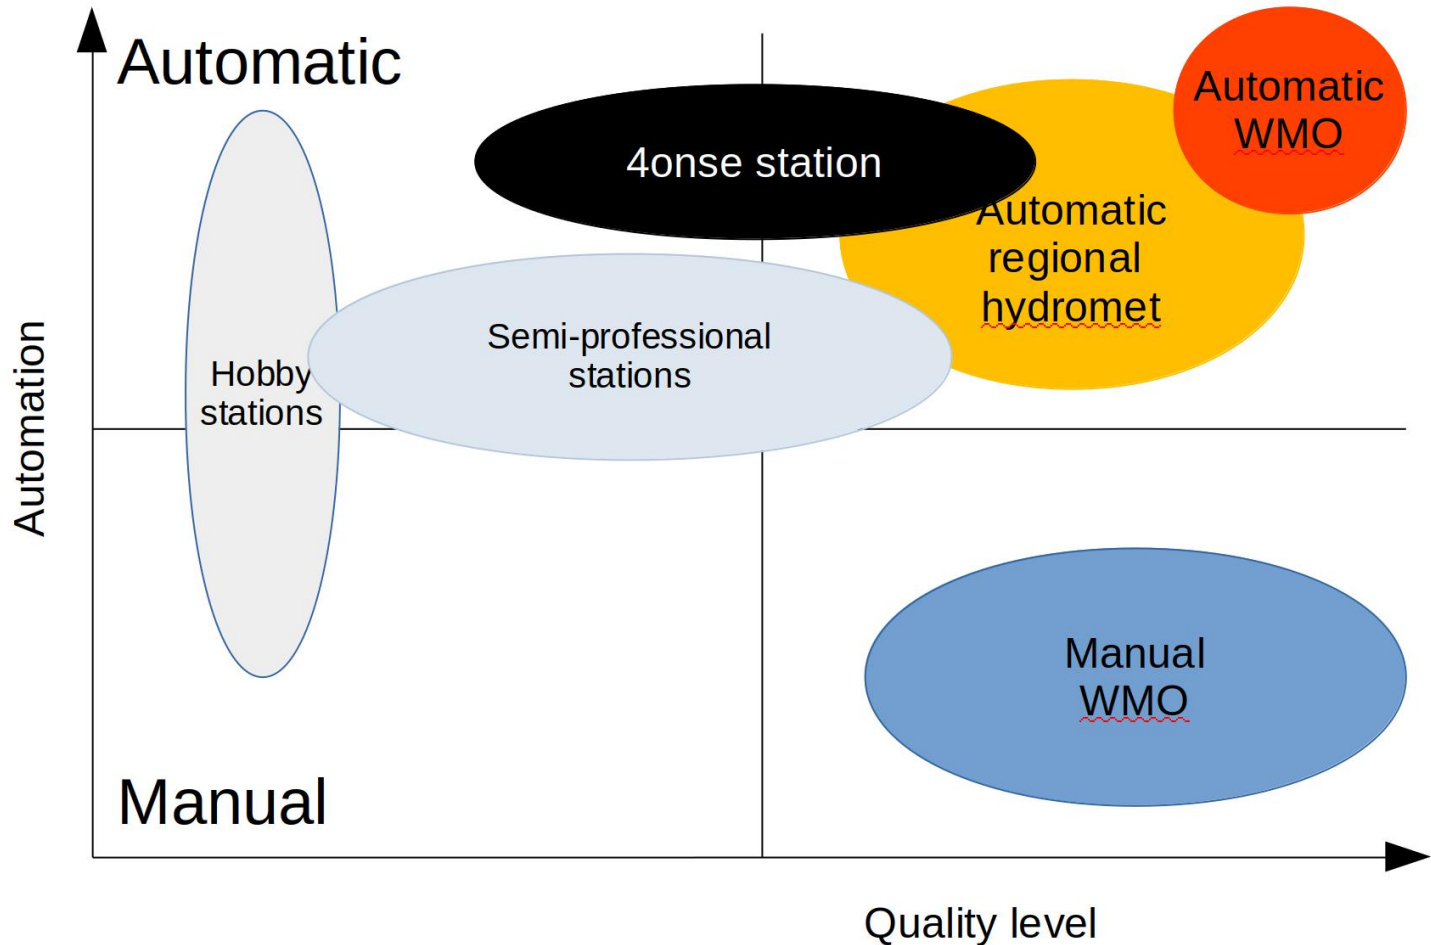 Automatic
Automatic
WMO
4onse station
Automatic
regional
hydromet
Semi-professional
stations
Hobby
stations
Automation
Manual
WMO
Manual
Quality level